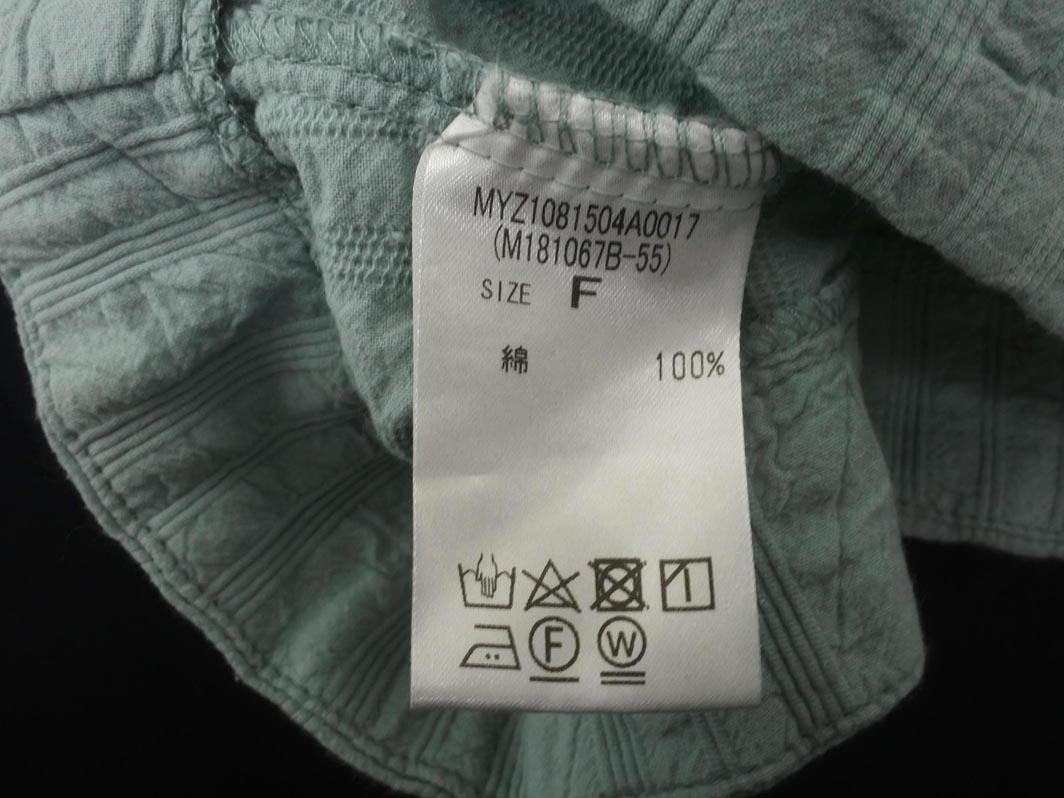 MYZ1081504A0017
(M181067B-55)
SIZE F
綿 100%
F W